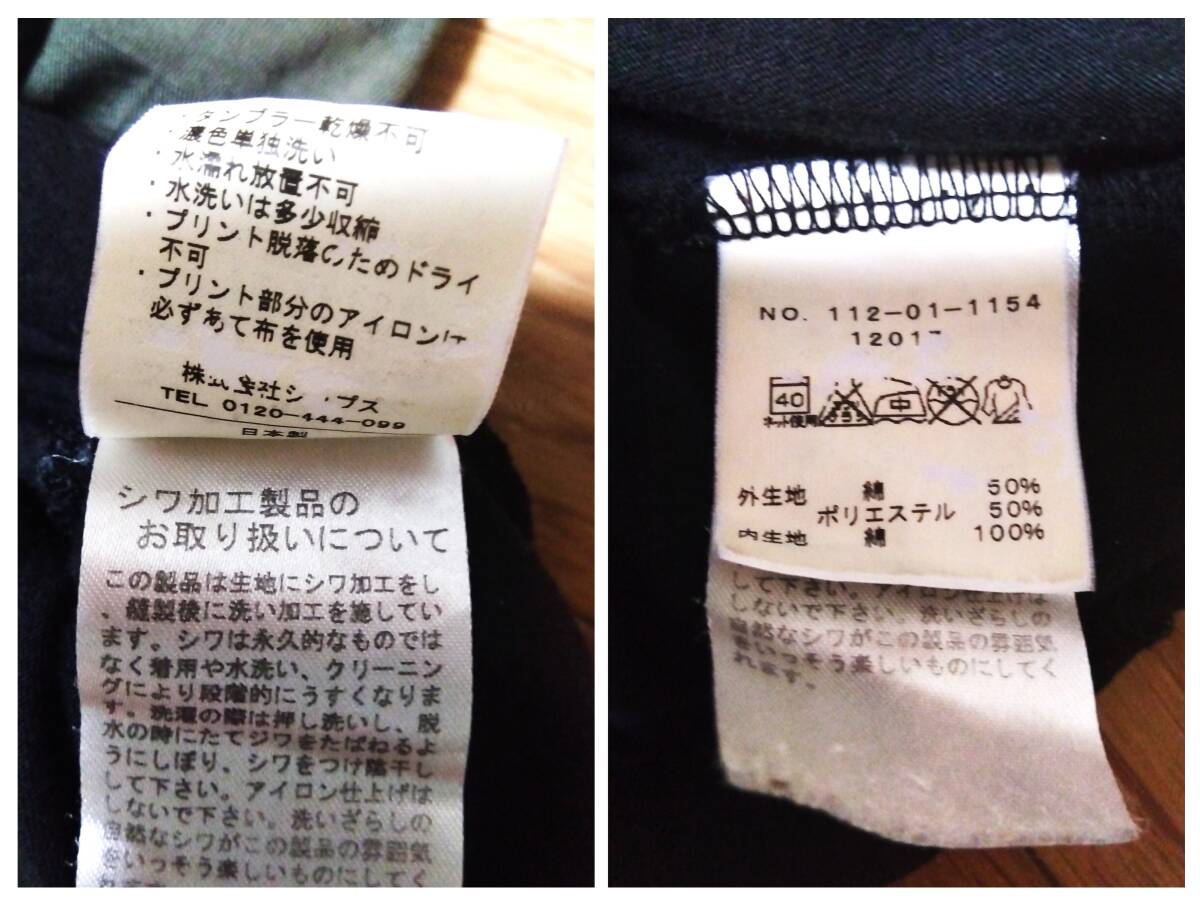 ・タンブラー乾燥不可
・濃色単独洗い
・水濡れ放置不可
・水洗いは多少収縮
・プリント脱落のためドライ
不可
・プリント部分のアイロンは
必ずあて布を使用
株式会社シップス
TEL 0120-444-099
日本製
シワ加工製品の
お取り扱いについて
この製品は生地にシワ加工をし
、縫製後に洗い加工を施してい
ます。シワは永久的なものでは
なく着用や水洗い、クリーニン
グにより段階的にうすくなりま
す。洗濯の際は押し洗いし、脱
水の時にたてジワをたばねるよ
うにしぼり、シワをつけ陰干し
して下さい。アイロン仕上げは
しないで下さい。洗いざらしの
自然なシワがこの製品の雰囲気
をいっそう楽しいものにしてく
れます
NO. 112-01-1154
1201
40
ネット使用
中
外生地 綿 50%
ポリエステル 50%
内生地 綿 100%
して下さい。アイロン仕上げは
しないで下さい。洗いざらしの
自然なシワがこの製品の雰囲気
をいっそう楽しいものにしてく
れます。